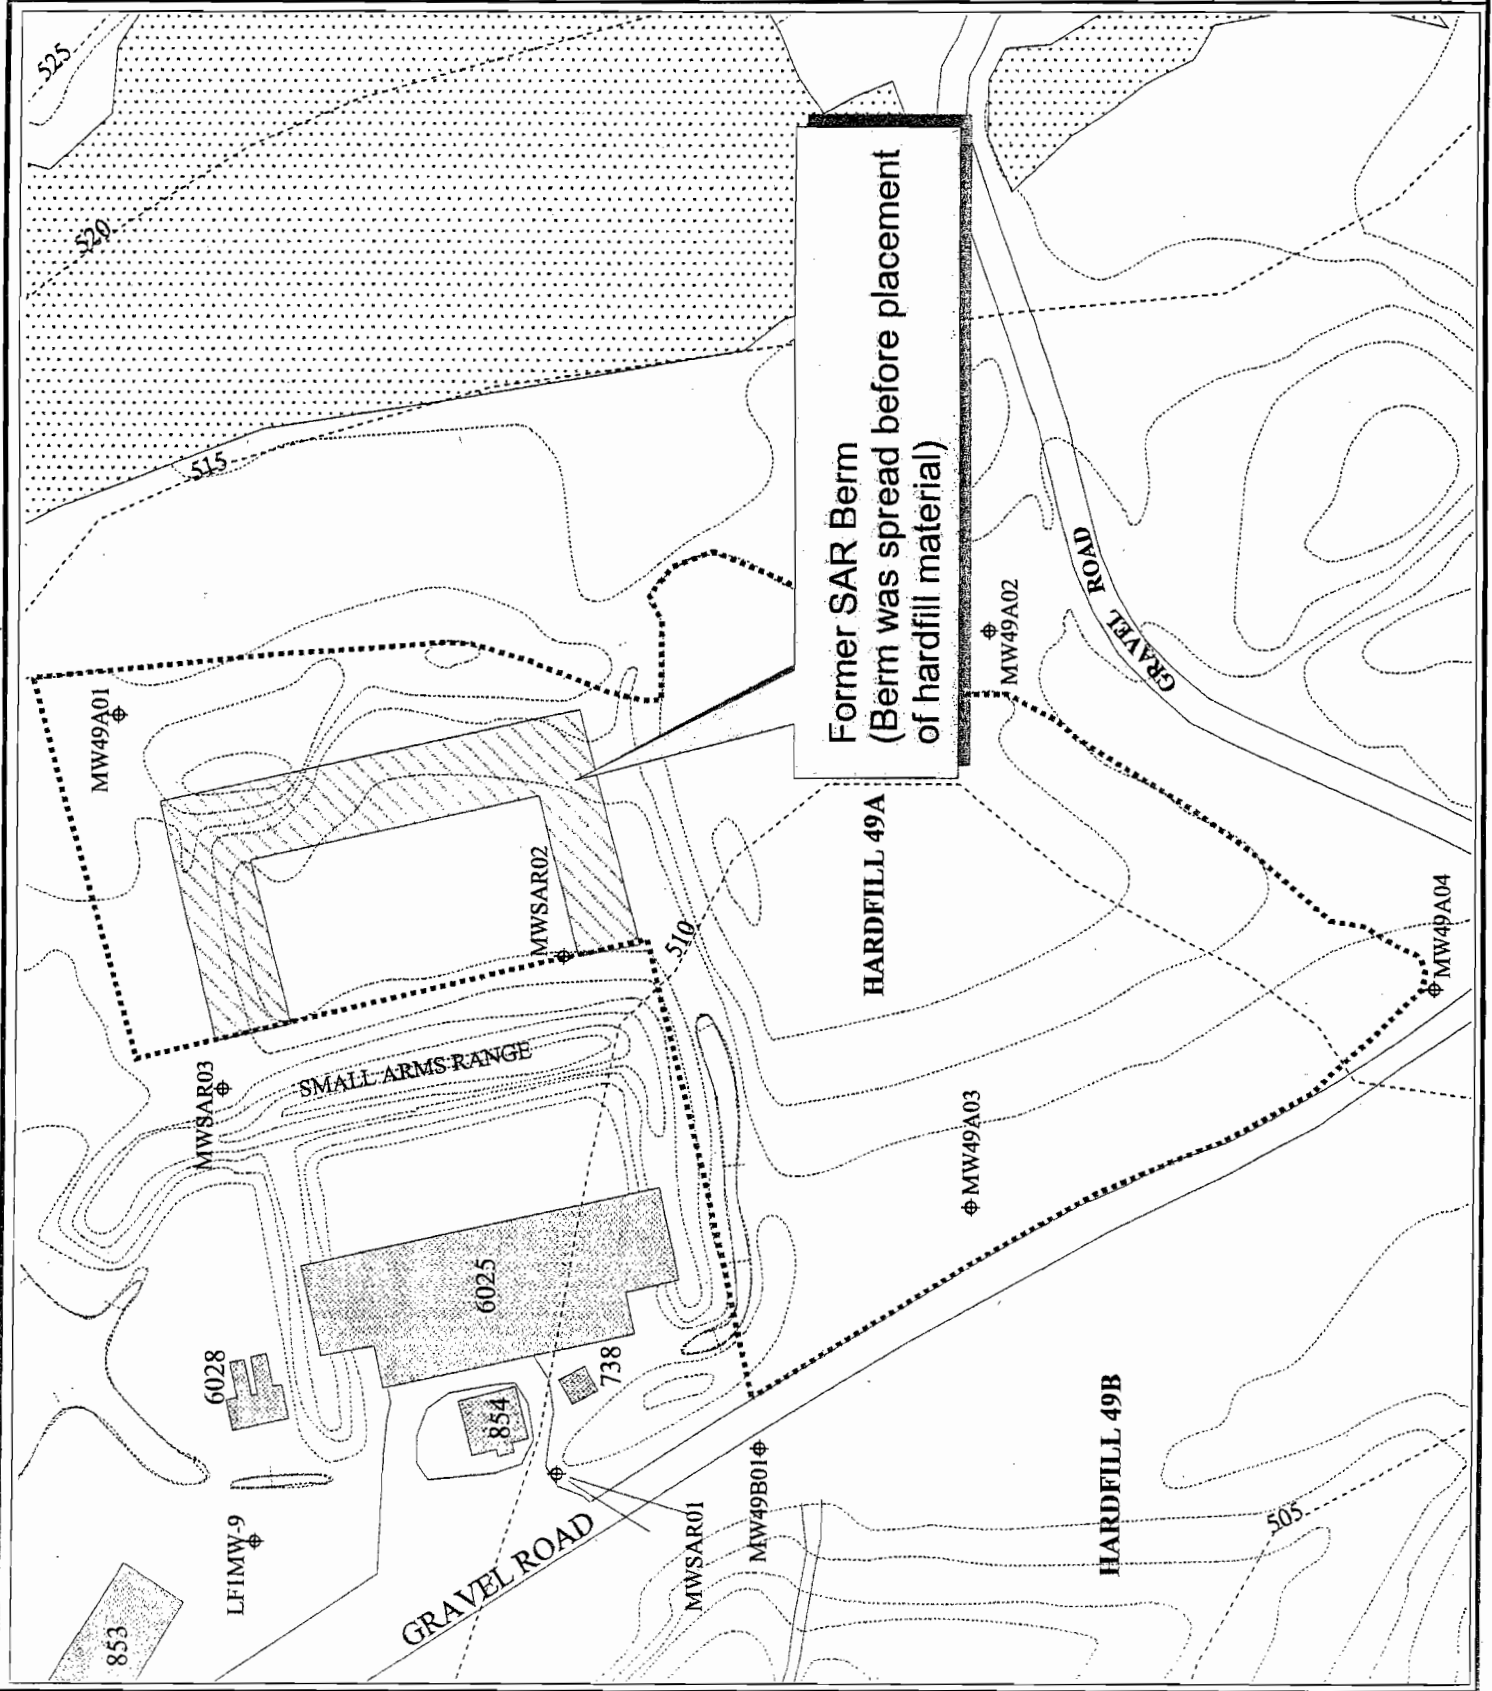 525
520
515
MW49A01
Former SAR Berm
(Berm was spread before placement
of hardfill material)
MW49A02
GRAVEL ROAD
MWSAR02
510
HARDFILL 49A
MW49A04
MWSAR03
SMALL ARMS RANGE
MW49A03
6025
6028
854
738
LF1MW-9
853
GRAVEL ROAD
MWSAR01
MW49B01
HARDFILL 49B
505